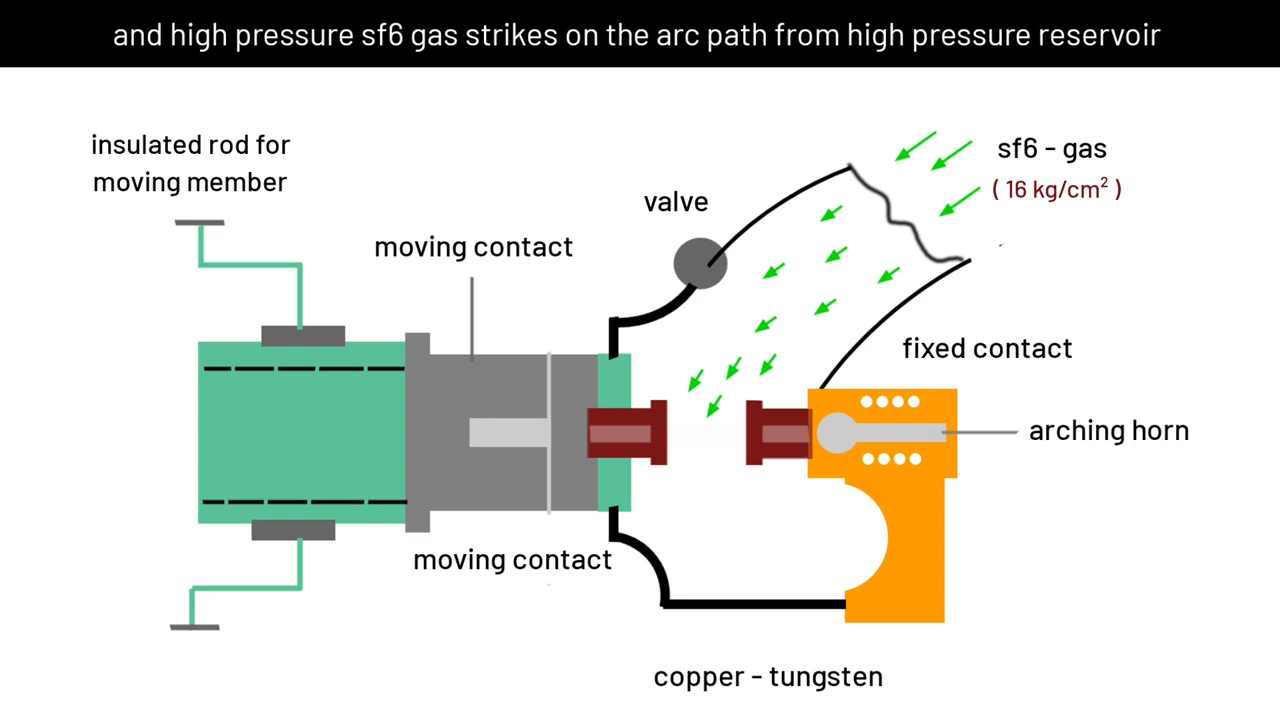 and high pressure sf6 gas strikes on the arc path from high pressure reservoir
insulated rod for
moving member
sf6 - gas
( 16 kg/cm² )
valve
moving contact
fixed contact
arching horn
moving contact
copper - tungsten